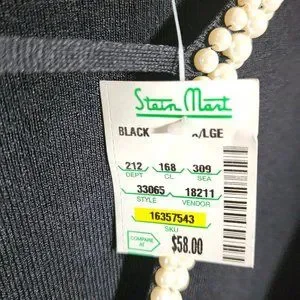 Stein Mart
BLACK /LGE
212 168 309
DEPT CL SEA
33065 18211
STYLE VENDOR
16357543
SKU
COMPARE AT $58.00